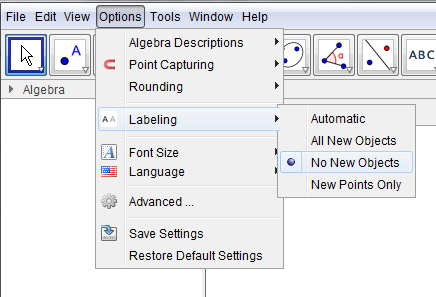 File Edit View Options Tools Window Help
A
α
ABC
Algebra
Algebra Descriptions
Point Capturing
Rounding
AA Labeling
Automatic
All New Objects
No New Objects
New Points Only
A Font Size
Language
Advanced ...
Save Settings
Restore Default Settings